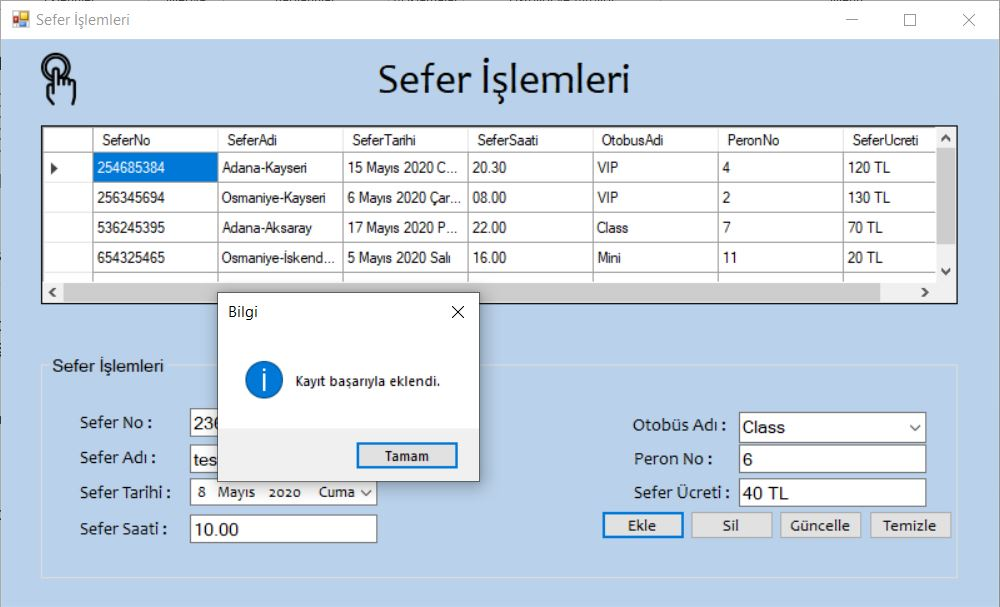 Sefer İşlemleri
Sefer İşlemleri
SeferNo SeferAdi SeferTarihi SeferSaati OtobusAdi PeronNo SeferUcreti
254685384 Adana-Kayseri 15 Mayıs 2020 C... 20.30 VIP 4 120 TL
256345694 Osmaniye-Kayseri 6 Mayıs 2020 Çar... 08.00 VIP 2 130 TL
536245395 Adana-Aksaray 17 Mayıs 2020 P... 22.00 Class 7 70 TL
654325465 Osmaniye-İskend... 5 Mayıs 2020 Salı 16.00 Mini 11 20 TL
Bilgi
Kayıt başarıyla eklendi.
Tamam
Sefer İşlemleri
Sefer No : 236
Sefer Adı : tes
Sefer Tarihi : 8 Mayıs 2020 Cuma
Sefer Saati : 10.00
Otobüs Adı : Class
Peron No : 6
Sefer Ücreti : 40 TL
Ekle Sil Güncelle Temizle